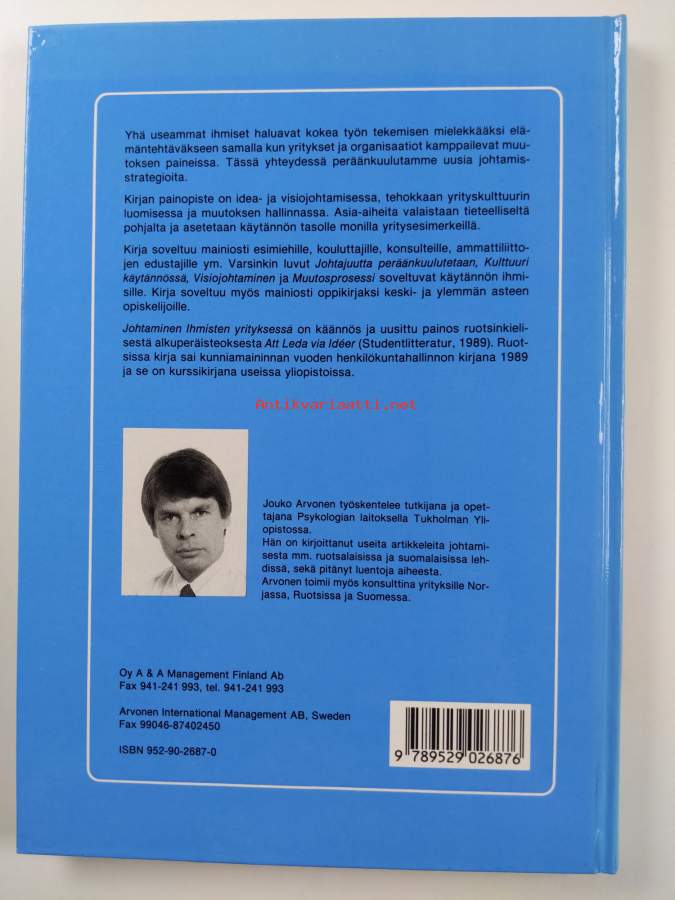 Yhä useammat ihmiset haluavat kokea työn tekemisen mielekkääksi elä-
mäntehtäväkseen samalla kun yritykset ja organisaatiot kamppailevat muu-
toksen paineissa. Tässä yhteydessä peräänkuulutamme uusia johtamis-
strategioita.
Kirjan painopiste on idea- ja visiojohtamisessa, tehokkaan yrityskulttuurin
luomisessa ja muutoksen hallinnassa. Asia-aiheita valaistaan tieteelliseltä
pohjalta ja asetetaan käytännön tasolle monilla yritysesimerkeillä.
Kirja soveltuu mainiosti esimiehille, kouluttajille, konsulteille, ammattiliitto-
jen edustajille ym. Varsinkin luvut Johtajuutta peräänkuulutetaan, Kulttuuri
käytännössä, Visiojohtaminen ja Muutosprosessi soveltuvat käytännön ihmi-
sille. Kirja soveltuu myös mainiosti oppikirjaksi keski- ja ylemmän asteen
opiskelijoille.
Johtaminen Ihmisten yrityksessä on käännös ja uusittu painos ruotsinkieli-
sestä alkuperäisteoksesta Att Leda via Idéer (Studentlitteratur, 1989). Ruot-
sissa kirja sai kunniamaininnan vuoden henkilökuntahallinnon kirjana 1989
ja se on kurssikirjana useissa yliopistoissa.
Antikvariaatti.net
Jouko Arvonen työskentelee tutkijana ja opet-
tajana Psykologian laitoksella Tukholman Yli-
opistossa.
Hän on kirjoittanut useita artikkeleita johtami-
sesta mm. ruotsalaisissa ja suomalaisissa leh-
dissä, sekä pitänyt luentoja aiheesta.
Arvonen toimii myös konsulttina yrityksille Nor-
jassa, Ruotsissa ja Suomessa.
Oy A & A Management Finland Ab
Fax 941-241 993, tel. 941-241 993
Arvonen International Management AB, Sweden
Fax 99046-87402450
ISBN 952-90-2687-0
9 789529 026876